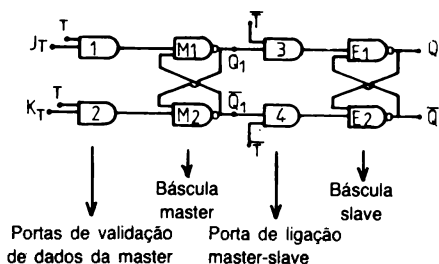 T
J_T
1
M1
Q_1
T̅
3
E1
Q
K_T
T
2
M2
Q̅_1
4
T̅
E2
Q̅
Báscula
master
Báscula
slave
Portas de validação
de dados da master
Porta de ligação
master-slave